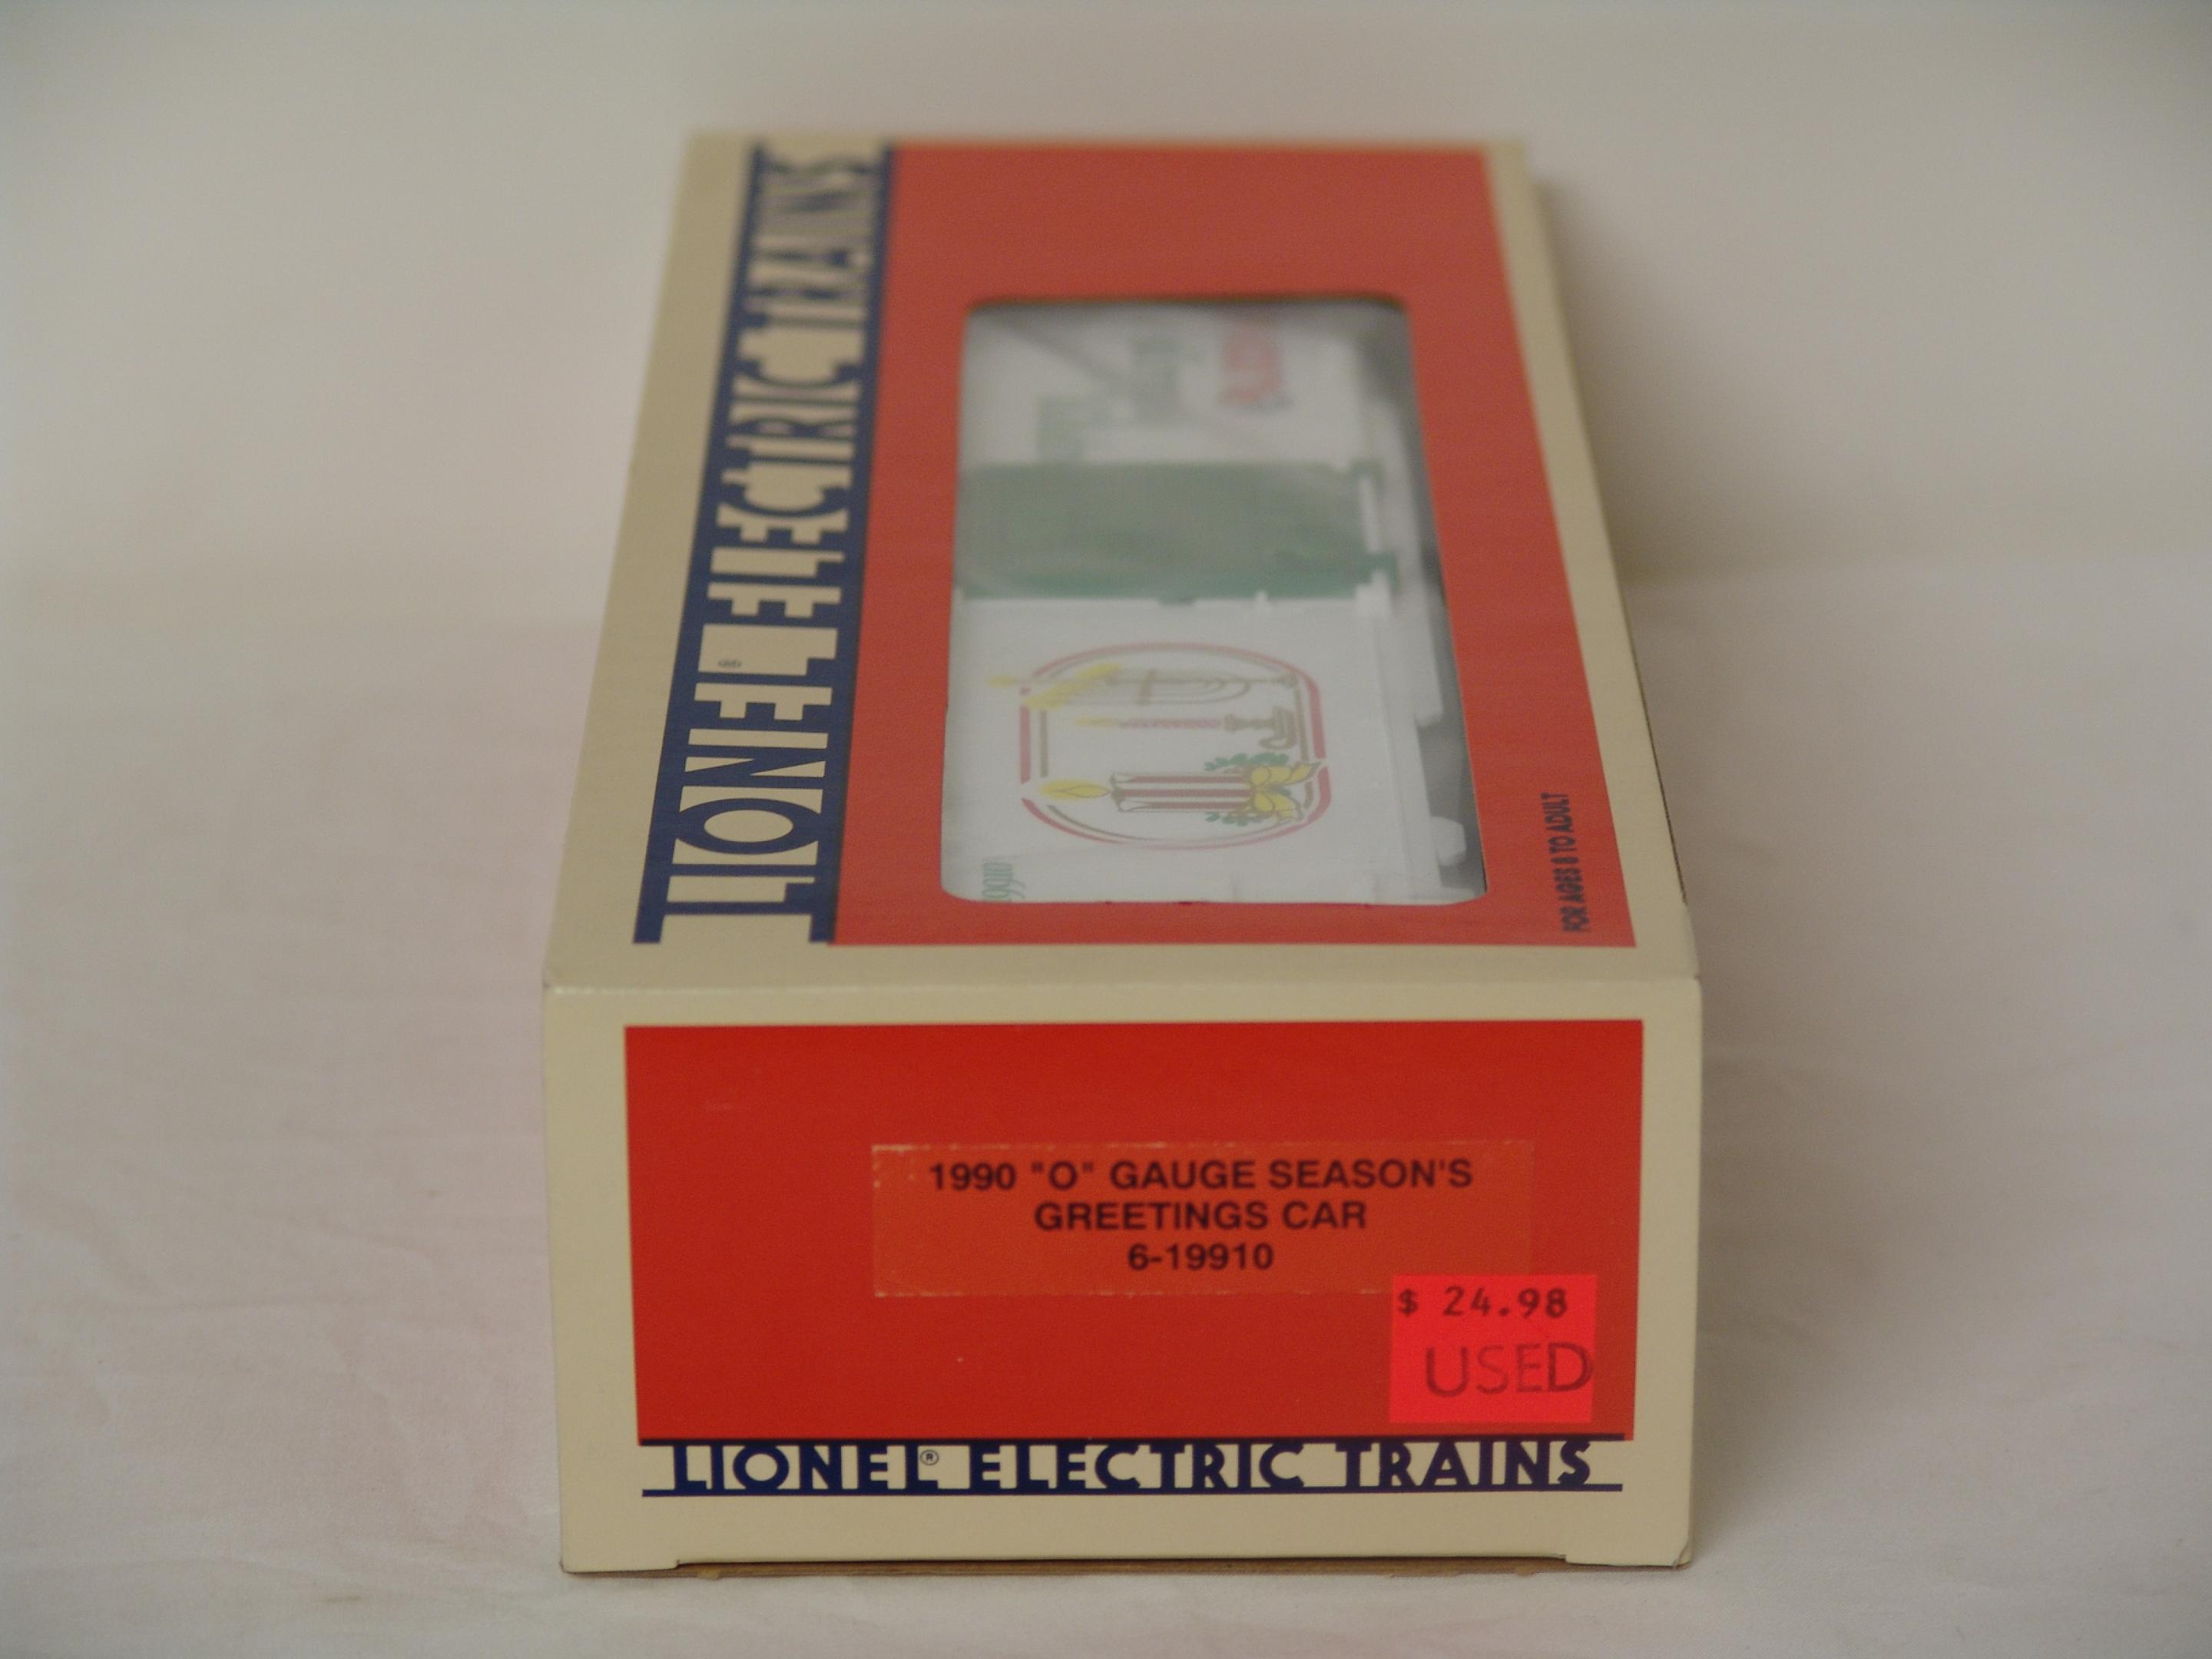 LIONEL® ELECTRIC TRAINS
FOR AGES 8 TO ADULT
1990 "O" GAUGE SEASON'S
GREETINGS CAR
6-19910
$ 24.98
USED
LIONEL® ELECTRIC TRAINS